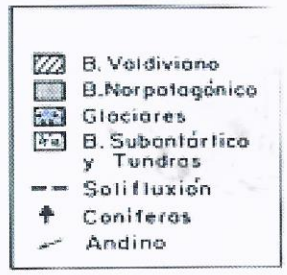 B. Valdiviano
B.Norpatagónico
Glaciares
B. Subantártico
y Tundras
Solifluxión
Coníferas
Andino